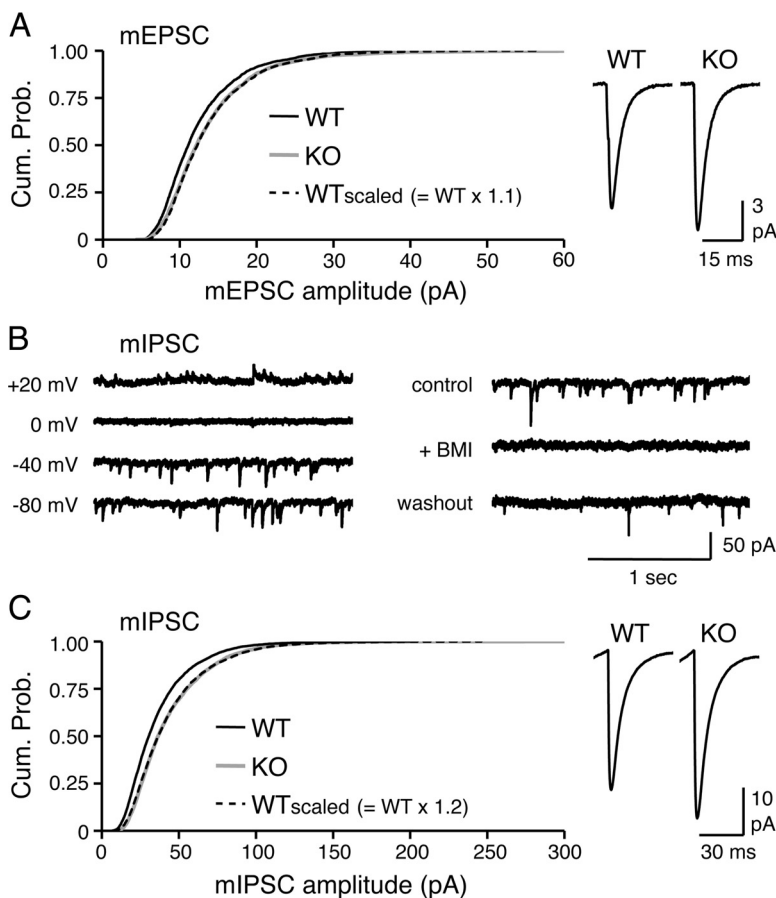 A
mEPSC
1.00
0.75
0.50
0.25
0
Cum. Prob.
WT
KO
WTscaled (= WT x 1.1)
0 10 20 30 40 50 60
mEPSC amplitude (pA)
WT KO
3
pA
15 ms
B
mIPSC
+20 mV
0 mV
-40 mV
-80 mV
control
+ BMI
washout
50 pA
1 sec
C
mIPSC
1.00
0.75
0.50
0.25
0
Cum. Prob.
WT
KO
WTscaled (= WT x 1.2)
0 50 100 150 200 250 300
mIPSC amplitude (pA)
WT KO
10
pA
30 ms